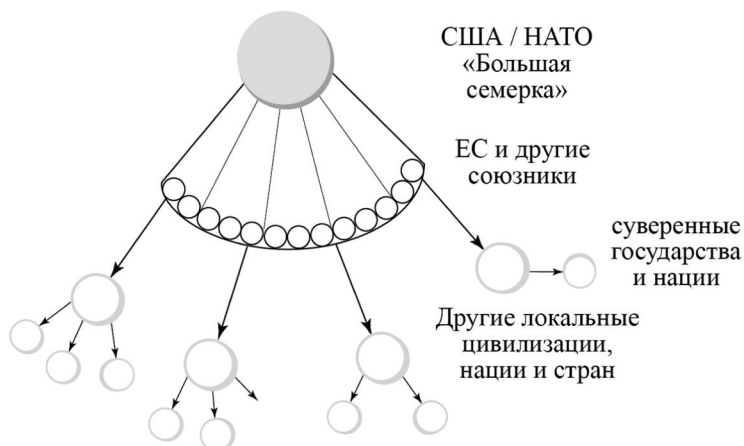 США / НАТО
«Большая
семерка»
ЕС и другие
союзники
суверенные
государства
и нации
Другие локальные
цивилизации,
нации и стран